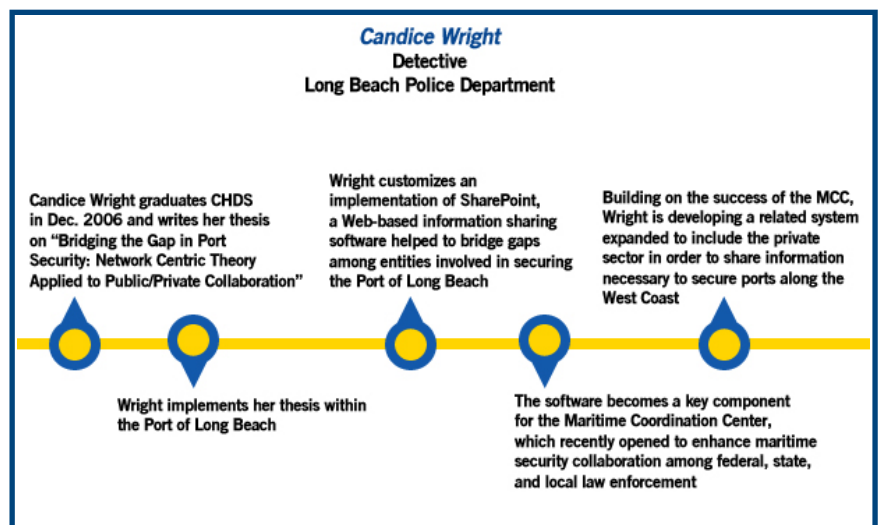 Candice Wright
Detective
Long Beach Police Department
Candice Wright graduates CHDS
in Dec. 2006 and writes her thesis
on “Bridging the Gap in Port
Security: Network Centric Theory
Applied to Public/Private Collaboration”
Wright implements her thesis within
the Port of Long Beach
Wright customizes an
implementation of SharePoint,
a Web-based information sharing
software helped to bridge gaps
among entities involved in securing
the Port of Long Beach
The software becomes a key component
for the Maritime Coordination Center,
which recently opened to enhance maritime
security collaboration among federal, state,
and local law enforcement
Building on the success of the MCC,
Wright is developing a related system
expanded to include the private
sector in order to share information
necessary to secure ports along the
West Coast